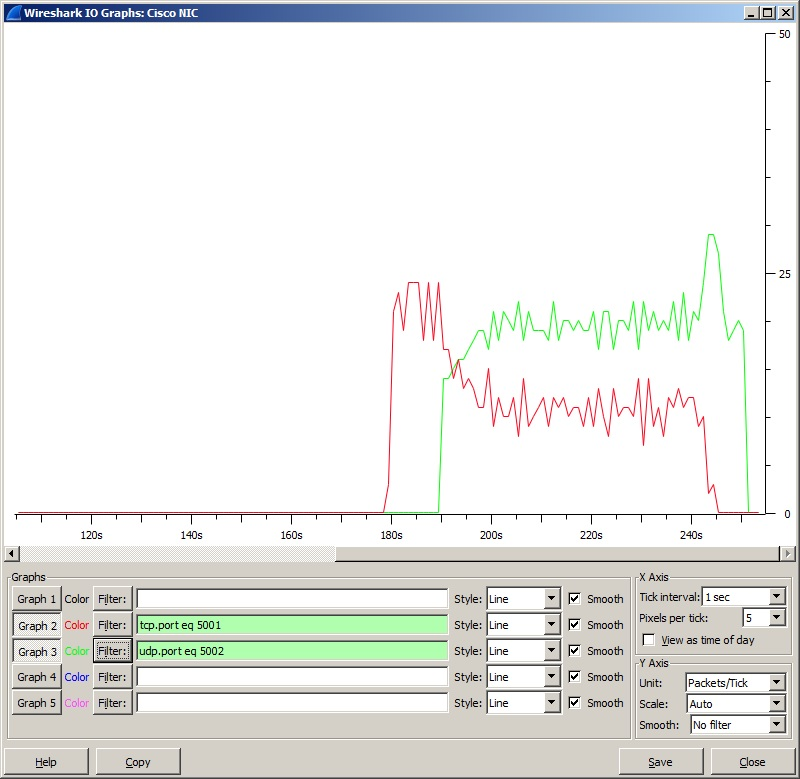 Wireshark IO Graphs: Cisco NIC
50
25
0
120s 140s 160s 180s 200s 220s 240s
Graphs
Graph 1 Color Filter: Style: Line Smooth
Graph 2 Color Filter: tcp.port eq 5001 Style: Line Smooth
Graph 3 Color Filter: udp.port eq 5002 Style: Line Smooth
Graph 4 Color Filter: Style: Line Smooth
Graph 5 Color Filter: Style: Line Smooth
X Axis
Tick interval: 1 sec
Pixels per tick: 5
View as time of day
Y Axis
Unit: Packets/Tick
Scale: Auto
Smooth: No filter
Help Copy Save Close